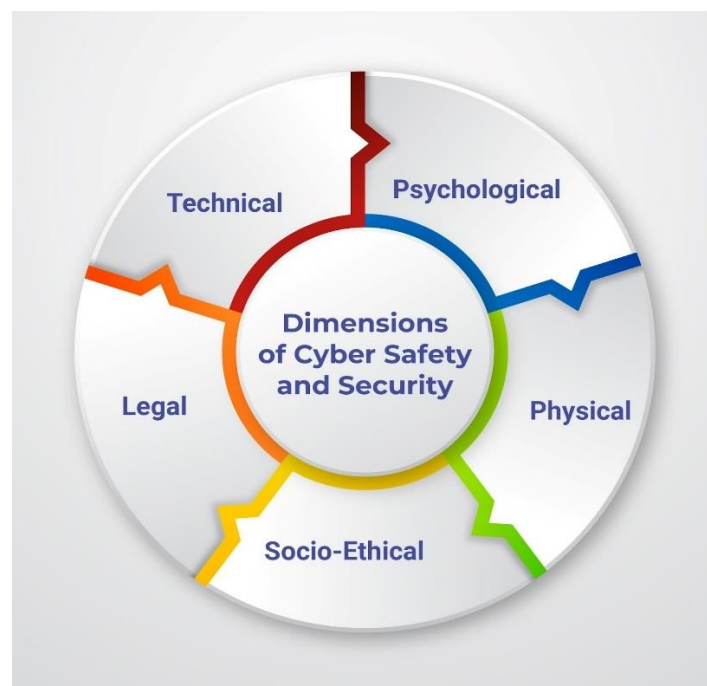 Technical
Psychological
Dimensions
of Cyber Safety
and Security
Legal
Physical
Socio-Ethical